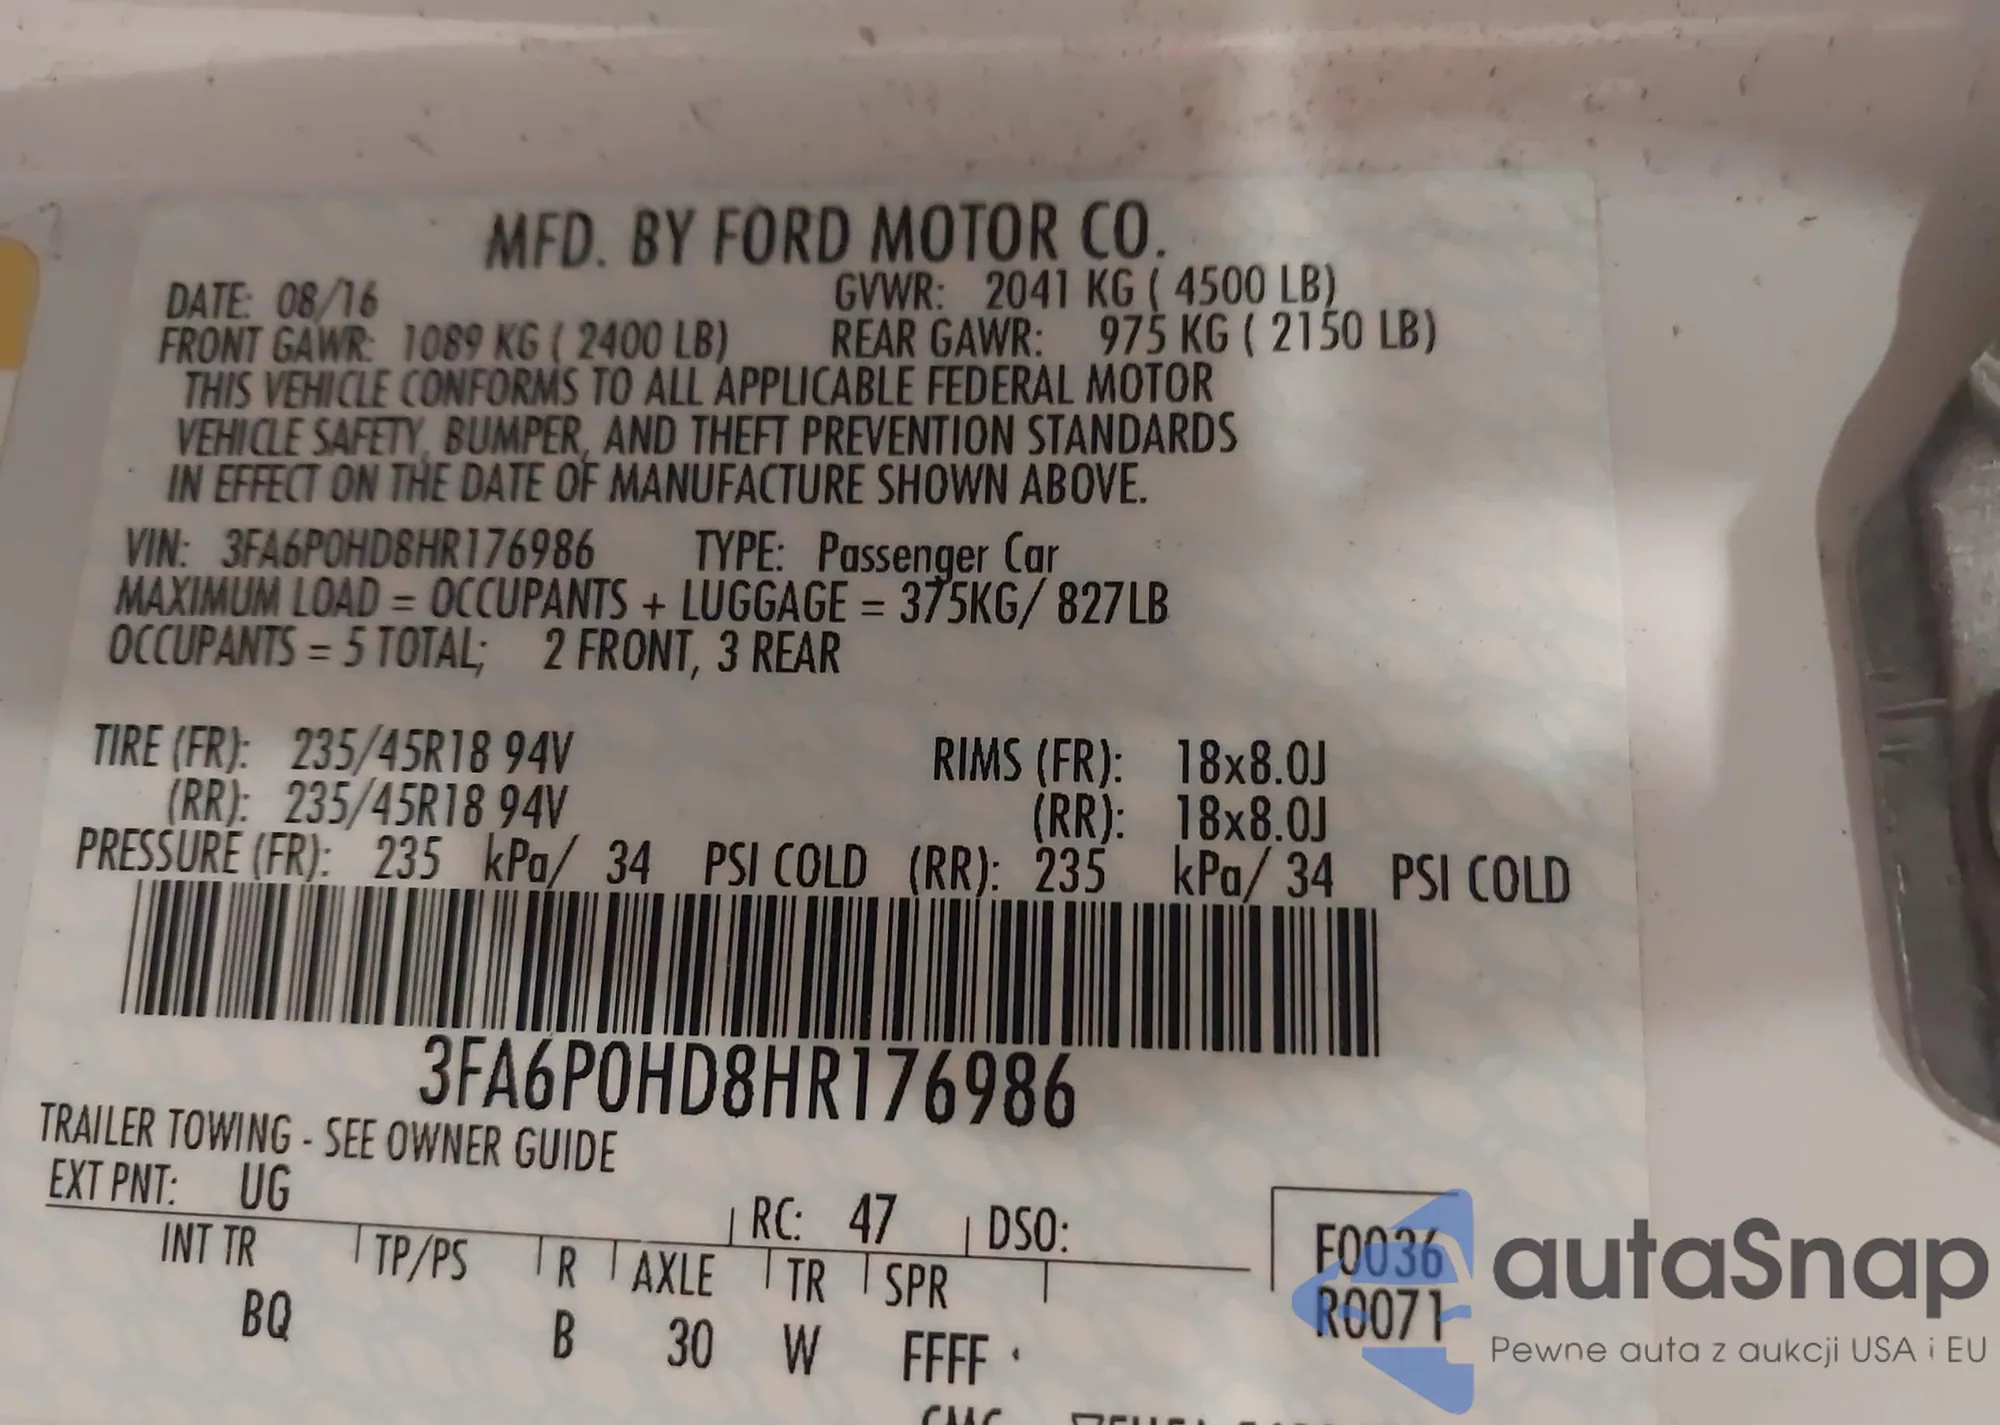 MFD. BY FORD MOTOR CO.
DATE: 08/16 GVWR: 2041 KG ( 4500 LB)
FRONT GAWR: 1089 KG ( 2400 LB) REAR GAWR: 975 KG ( 2150 LB)
THIS VEHICLE CONFORMS TO ALL APPLICABLE FEDERAL MOTOR
VEHICLE SAFETY, BUMPER, AND THEFT PREVENTION STANDARDS
IN EFFECT ON THE DATE OF MANUFACTURE SHOWN ABOVE.
VIN: 3FA6P0HD8HR176986 TYPE: Passenger Car
MAXIMUM LOAD = OCCUPANTS + LUGGAGE = 375KG/ 827LB
OCCUPANTS = 5 TOTAL; 2 FRONT, 3 REAR
TIRE (FR): 235/45R18 94V RIMS (FR): 18x8.0J
(RR): 235/45R18 94V (RR): 18x8.0J
PRESSURE (FR): 235 kPa/ 34 PSI COLD (RR): 235 kPa/ 34 PSI COLD
3FA6P0HD8HR176986
TRAILER TOWING - SEE OWNER GUIDE
EXT PNT: UG RC: 47 DSO:
INT TR TP/PS R AXLE TR SPR
BQ B 30 W FFFF
F0036
R0071
autaSnap
Pewne auta z aukcji USA i EU